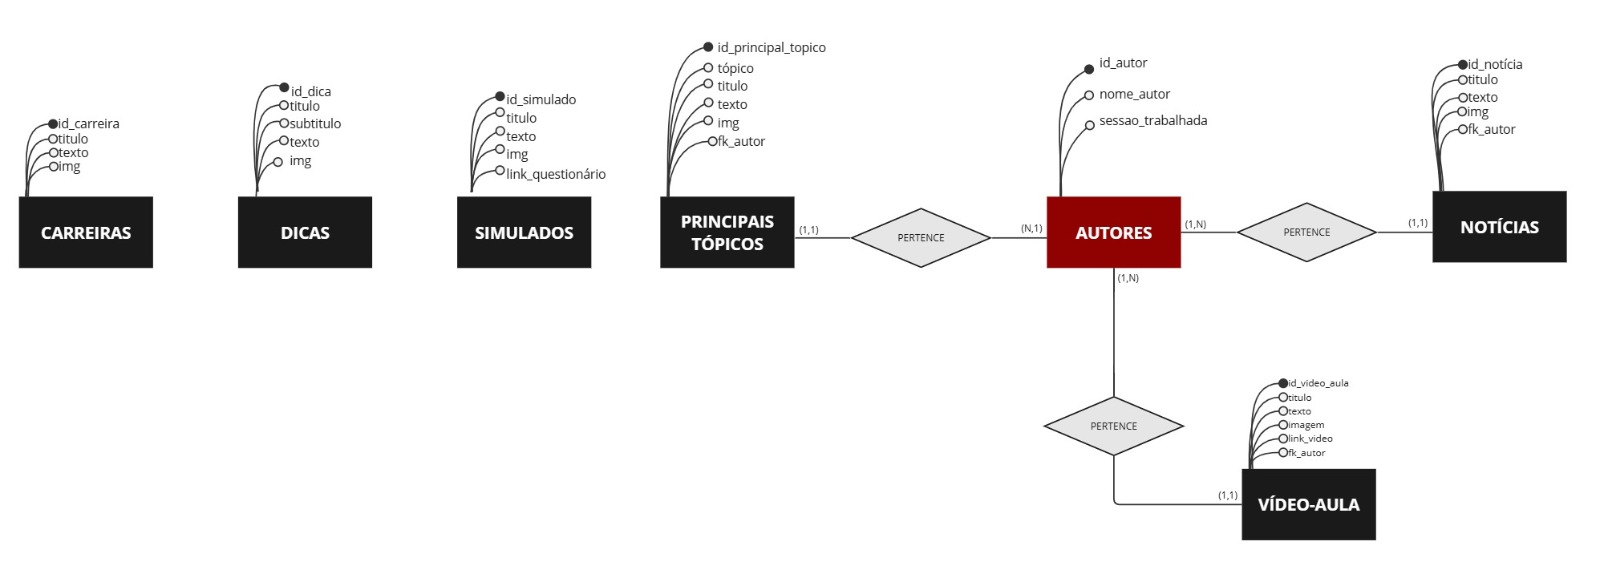 id_carreira
titulo
texto
img
CARREIRAS
id_dica
titulo
subtitulo
texto
img
DICAS
id_simulado
titulo
texto
img
link_questionário
SIMULADOS
id_principal_topico
tópico
titulo
texto
img
fk_autor
PRINCIPAIS
TÓPICOS
(1,1)
PERTENCE
(N,1)
id_autor
nome_autor
sessao_trabalhada
AUTORES
(1,N)
PERTENCE
(1,1)
id_notícia
titulo
texto
img
fk_autor
NOTÍCIAS
(1,N)
PERTENCE
(1,1)
id_video_aula
titulo
texto
imagem
link_video
fk_autor
VÍDEO-AULA